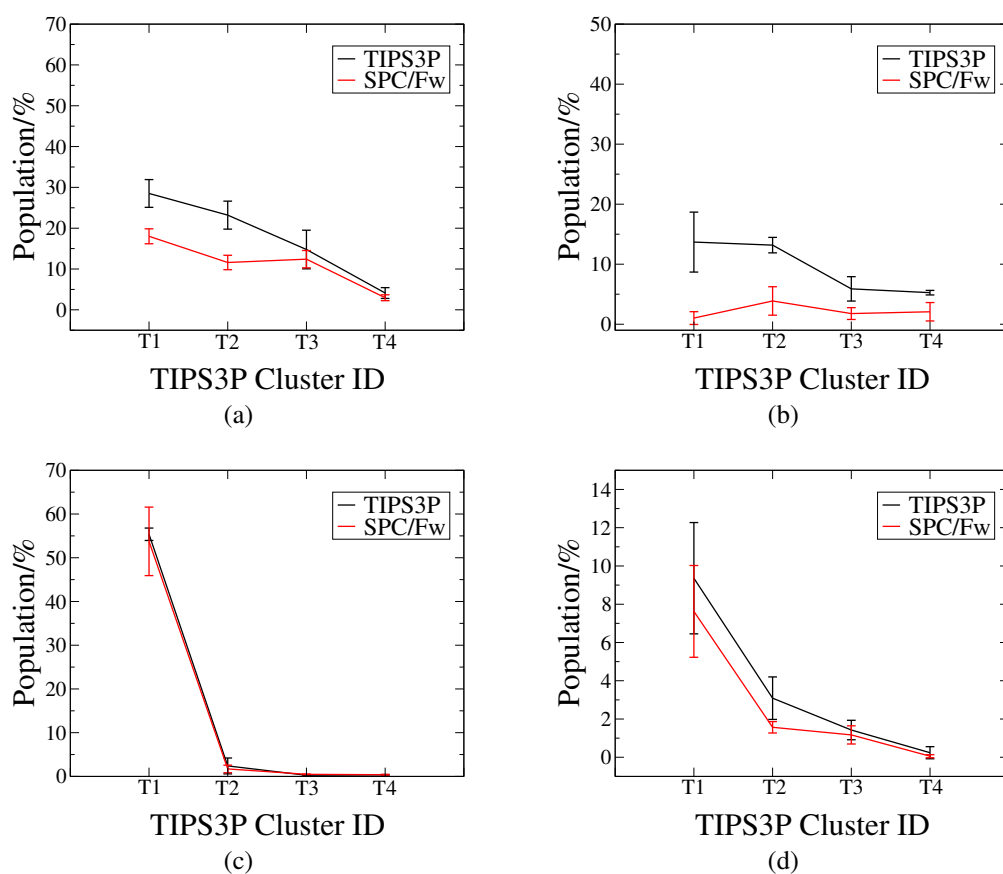 70
60
50
40
30
20
10
0
Population/%
TIPS3P
SPC/Fw
T1 T2 T3 T4
TIPS3P Cluster ID
(a)
50
40
30
20
10
0
Population/%
TIPS3P
SPC/Fw
T1 T2 T3 T4
TIPS3P Cluster ID
(b)
70
60
50
40
30
20
10
0
Population/%
TIPS3P
SPC/Fw
T1 T2 T3 T4
TIPS3P Cluster ID
(c)
14
12
10
8
6
4
2
0
Population/%
TIPS3P
SPC/Fw
T1 T2 T3 T4
TIPS3P Cluster ID
(d)